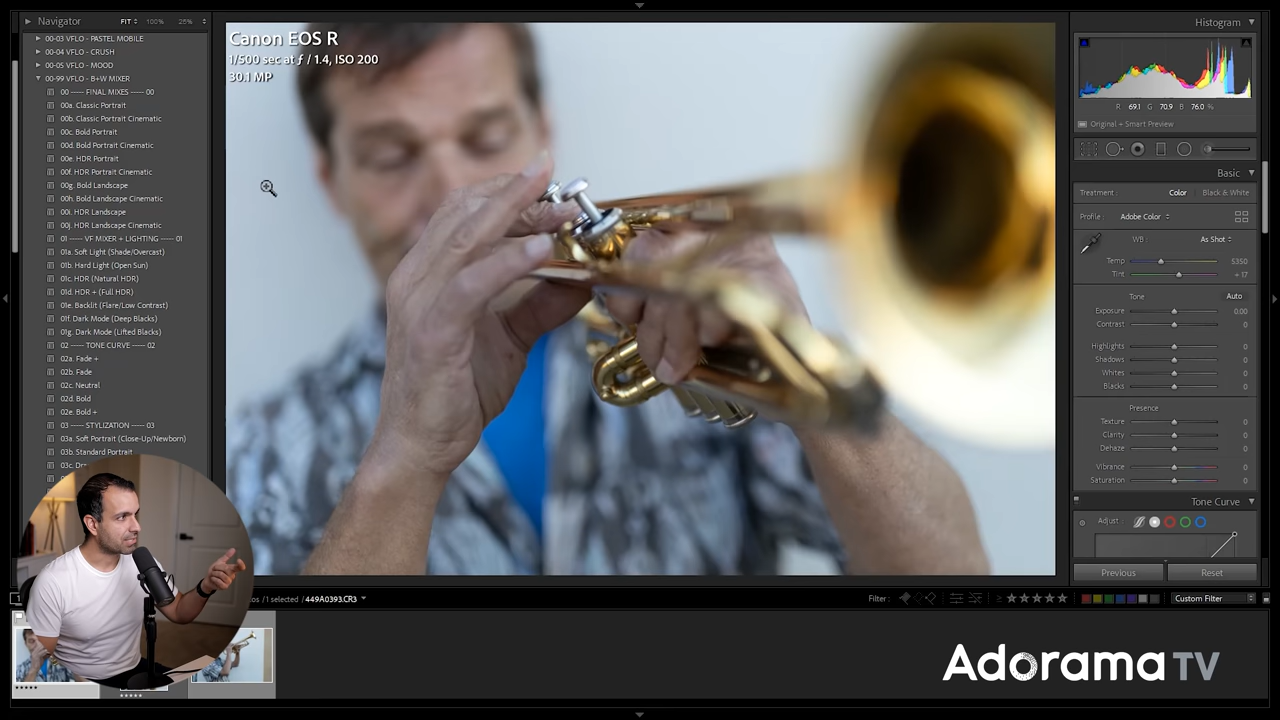 Navigator FIT 100% 25%
00-03 VFLO - PASTEL MOBILE
00-04 VFLO - CRUSH
00-05 VFLO - MOOD
00-99 VFLO - B+W MIXER
00 ----- FINAL MIXES ----- 00
00a. Classic Portrait
00b. Classic Portrait Cinematic
00c. Bold Portrait
00d. Bold Portrait Cinematic
00e. HDR Portrait
00f. HDR Portrait Cinematic
00g. Bold Landscape
00h. Bold Landscape Cinematic
00i. HDR Landscape
00j. HDR Landscape Cinematic
01 ----- VF MIXER + LIGHTING ----- 01
01a. Soft Light (Shade/Overcast)
01b. Hard Light (Open Sun)
01c. HDR (Natural HDR)
01d. HDR + (Full HDR)
01e. Backlit (Flare/Low Contrast)
01f. Dark Mode (Deep Blacks)
01g. Dark Mode (Lifted Blacks)
02 ----- TONE CURVE ----- 02
02a. Fade +
02b. Fade
02c. Neutral
02d. Bold
02e. Bold +
03 ----- STYLIZATION ----- 03
03a. Soft Portrait (Close-Up/Newborn)
03b. Standard Portrait
03c.
Canon EOS R
1/500 sec at ƒ / 1.4, ISO 200
30.1 MP
Histogram
R 69.1 G 70.9 B 76.0 %
Original + Smart Preview
Basic
Treatment : Color Black & White
Profile : Adobe Color
WB : As Shot
Temp 5350
Tint + 17
Tone Auto
Exposure 0.00
Contrast 0
Highlights 0
Shadows 0
Whites 0
Blacks 0
Presence
Texture 0
Clarity 0
Dehaze 0
Vibrance 0
Saturation 0
Tone Curve
Adjust :
Previous Reset
/1 selected / 449A0393.CR3
Filter : ≥ ★★★★★ Custom Filter
★★★★★
★★★★★
Adorama TV